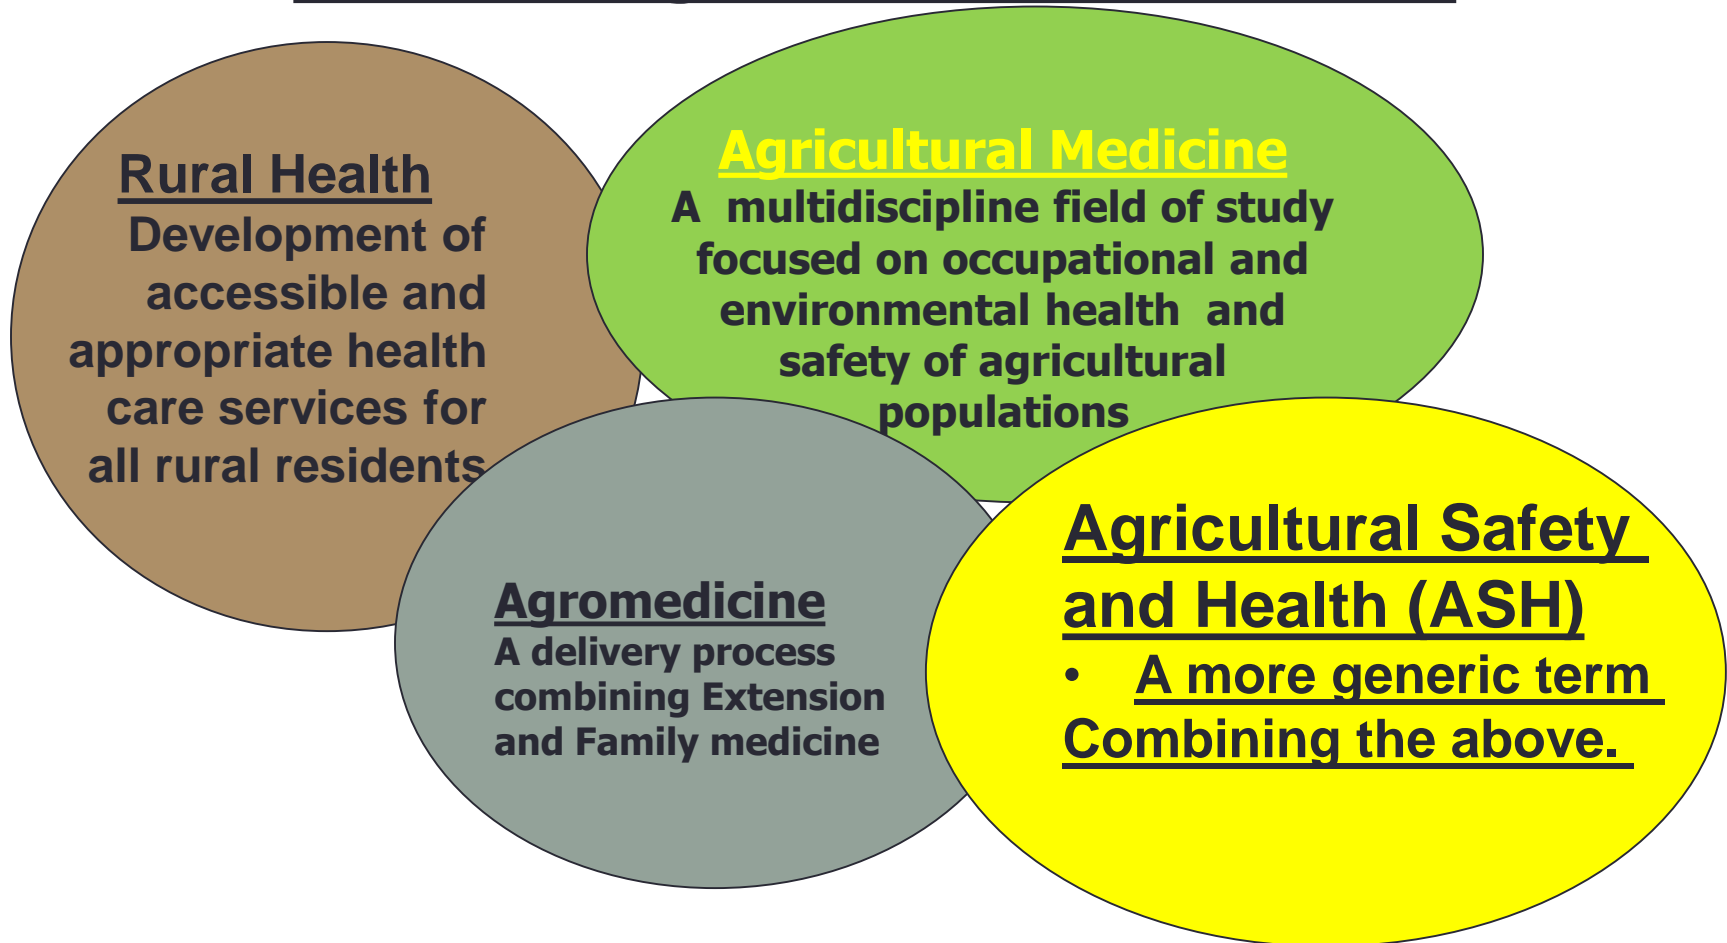 Rural Health
Development of
accessible and
appropriate health
care services for
all rural residents
Agricultural Medicine
A multidiscipline field of study
focused on occupational and
environmental health and
safety of agricultural
populations
Agromedicine
A delivery process
combining Extension
and Family medicine
Agricultural Safety
and Health (ASH)
• A more generic term
Combining the above.